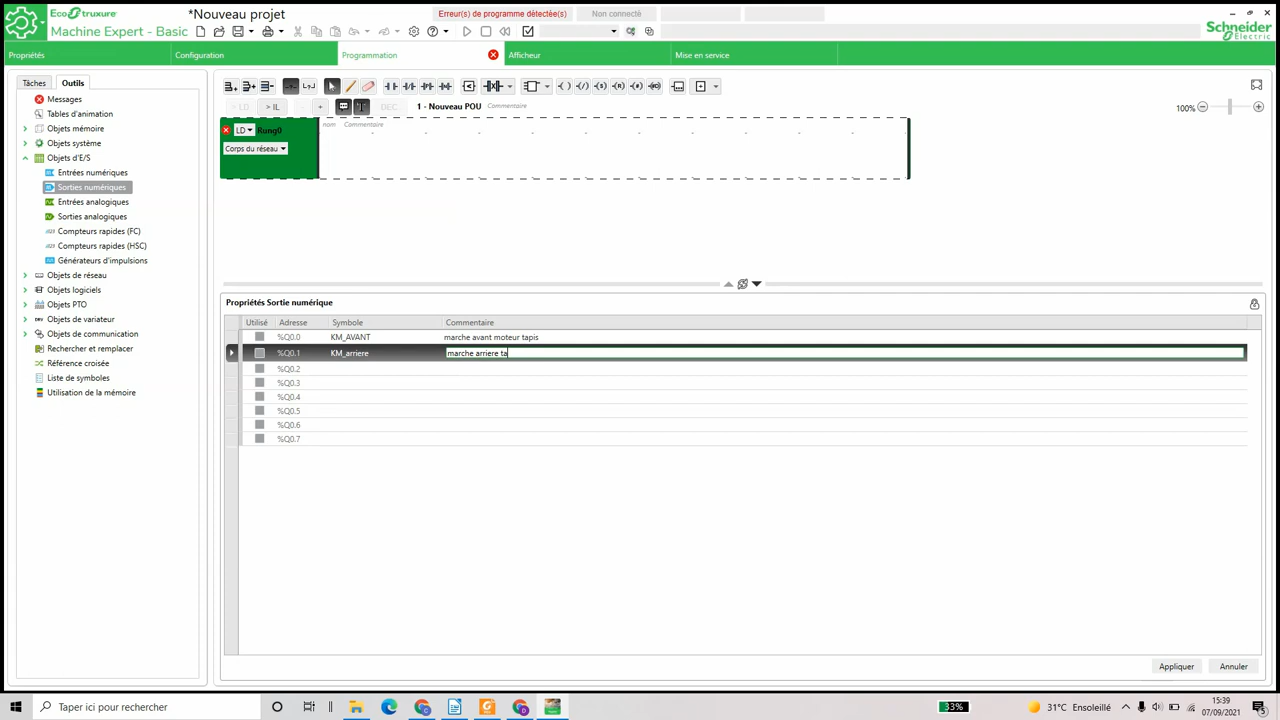 EcoStruxure
Machine Expert - Basic
*Nouveau projet
Erreur(s) de programme détectée(s)
Non connecté
Schneider
Electric
Propriétés
Configuration
Programmation
Afficheur
Mise en service
Tâches
Outils
Messages
Tables d'animation
Objets mémoire
Objets système
Objets d'E/S
Entrées numériques
Sorties numériques
Entrées analogiques
Sorties analogiques
Compteurs rapides (FC)
Compteurs rapides (HSC)
Générateurs d'impulsions
Objets de réseau
Objets logiciels
Objets PTO
Objets de variateur
Objets de communication
Rechercher et remplacer
Référence croisée
Liste de symboles
Utilisation de la mémoire
> LD
> IL
-
+
DEC
1 - Nouveau POU
Commentaire
100%
LD
Rung0
nom
Commentaire
Corps du réseau
Propriétés Sortie numérique
Utilisé Adresse Symbole Commentaire
%Q0.0 KM_AVANT marche avant moteur tapis
%Q0.1 KM_arriere marche arriere ta
%Q0.2
%Q0.3
%Q0.4
%Q0.5
%Q0.6
%Q0.7
Appliquer
Annuler
Taper ici pour rechercher
33%
31°C Ensoleillé
15:39
07/09/2021